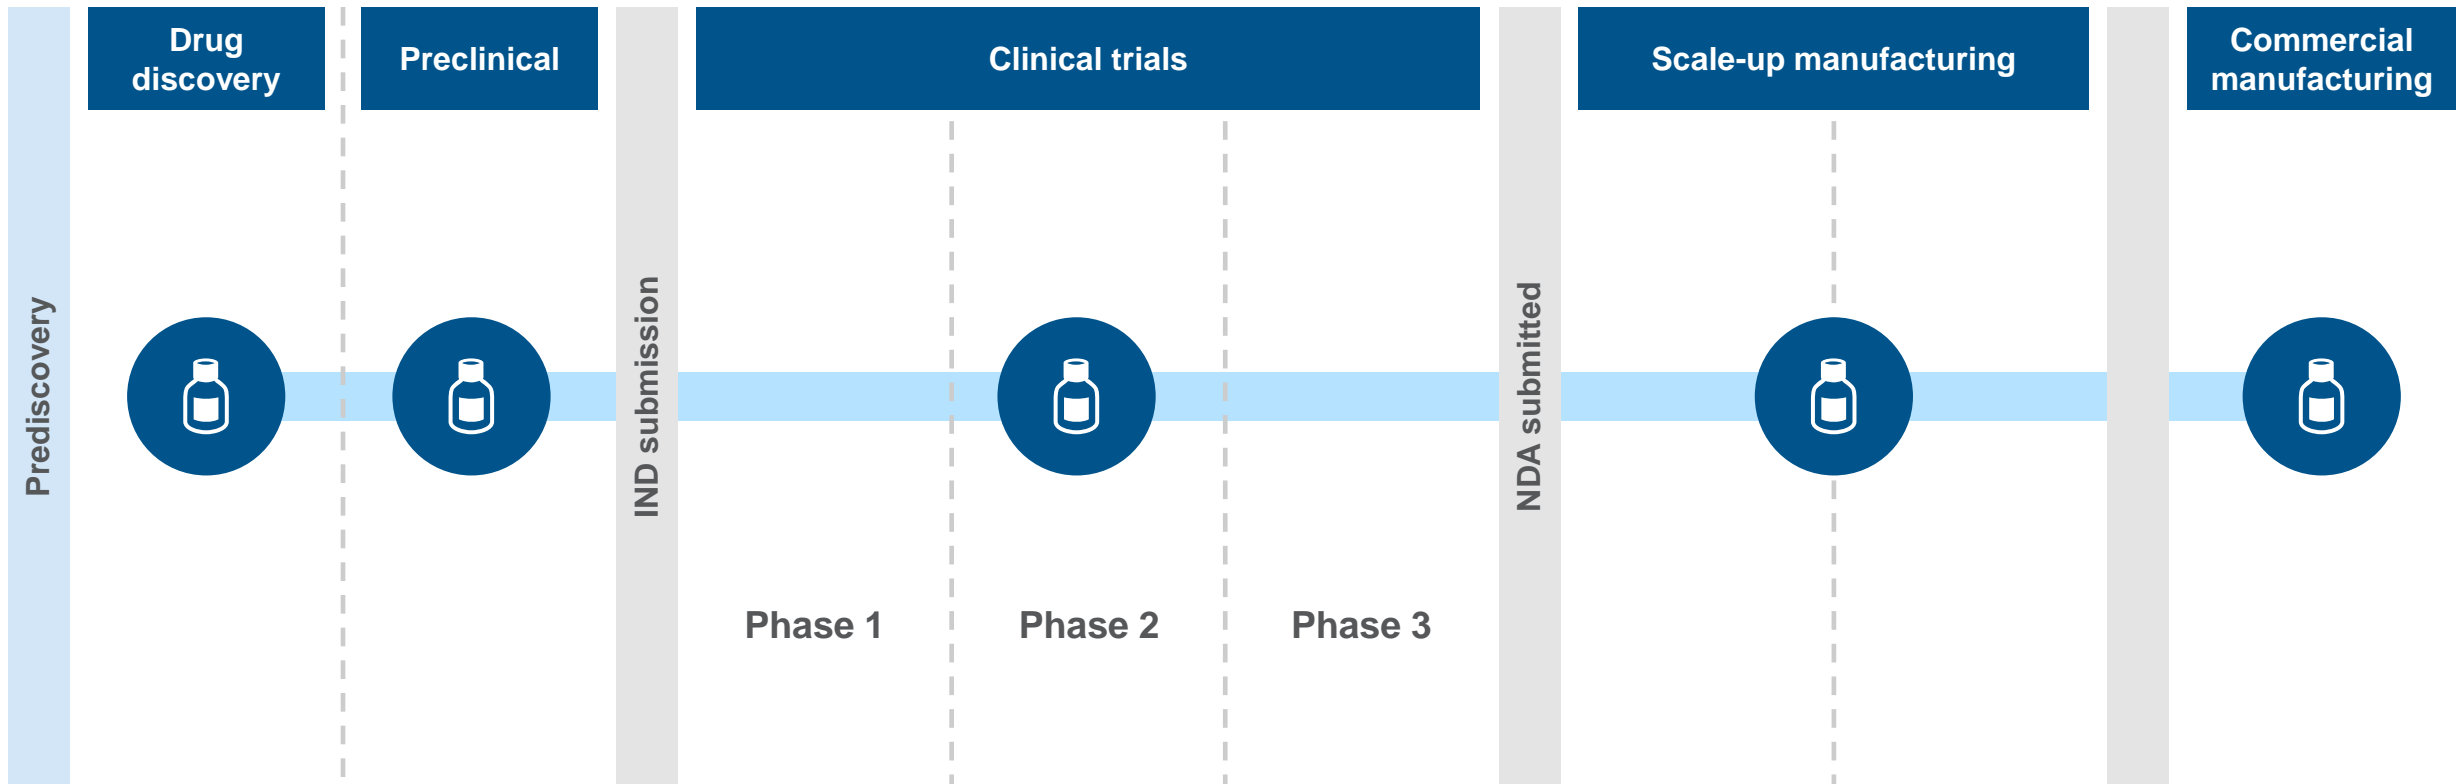 Drug
discovery
Preclinical
Clinical trials
Scale-up manufacturing
Commercial
manufacturing
Prediscovery
IND submission
NDA submitted
Phase 1
Phase 2
Phase 3